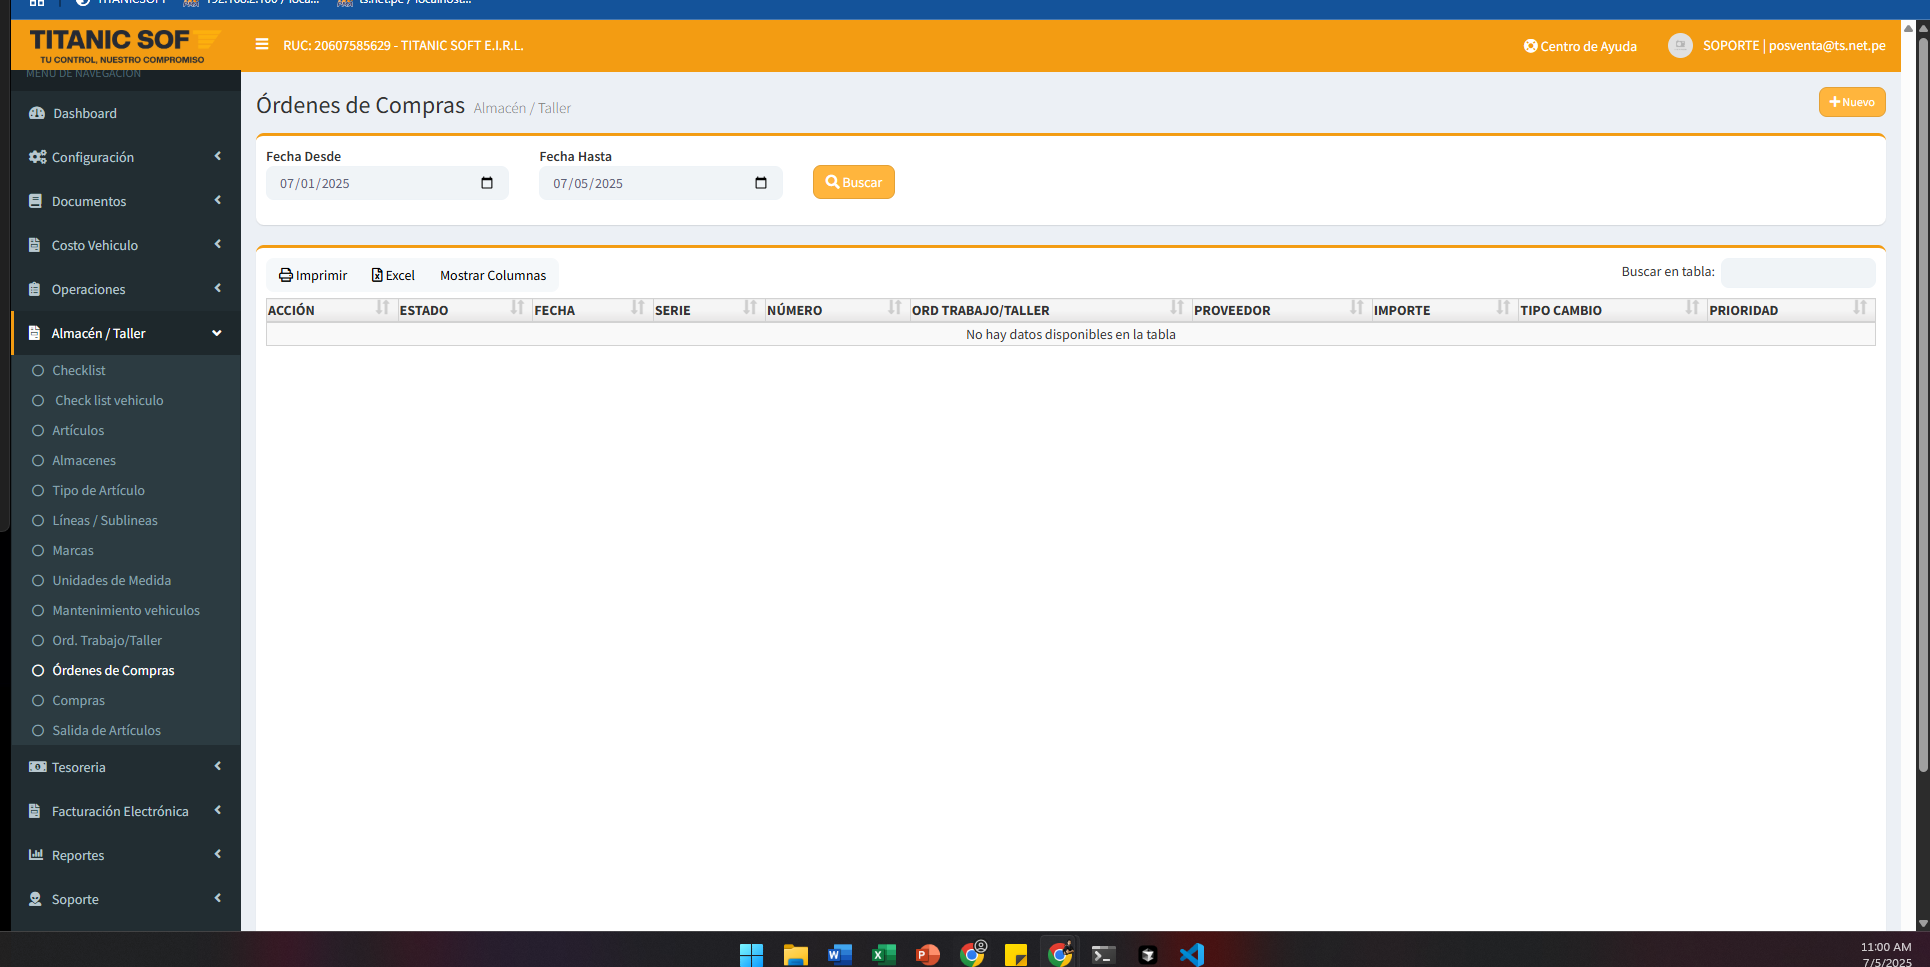 TITANIC SOF
TU CONTROL, NUESTRO COMPROMISO
RUC: 20607585629 - TITANIC SOFT E.I.R.L.
Centro de Ayuda
SOPORTE | posventa@ts.net.pe
MENÚ DE NAVEGACIÓN
Dashboard
Configuración
Documentos
Costo Vehiculo
Operaciones
Almacén / Taller
Checklist
Check list vehiculo
Artículos
Almacenes
Tipo de Artículo
Líneas / Sublineas
Marcas
Unidades de Medida
Mantenimiento vehiculos
Ord. Trabajo/Taller
Órdenes de Compras
Compras
Salida de Artículos
Tesoreria
Facturación Electrónica
Reportes
Soporte
Órdenes de Compras Almacén / Taller
Nuevo
Fecha Desde Fecha Hasta
07/01/2025 07/05/2025 Buscar
Imprimir Excel Mostrar Columnas Buscar en tabla:
ACCIÓN ESTADO FECHA SERIE NÚMERO ORD TRABAJO/TALLER PROVEEDOR IMPORTE TIPO CAMBIO PRIORIDAD
No hay datos disponibles en la tabla
11:00 AM
7/5/2025